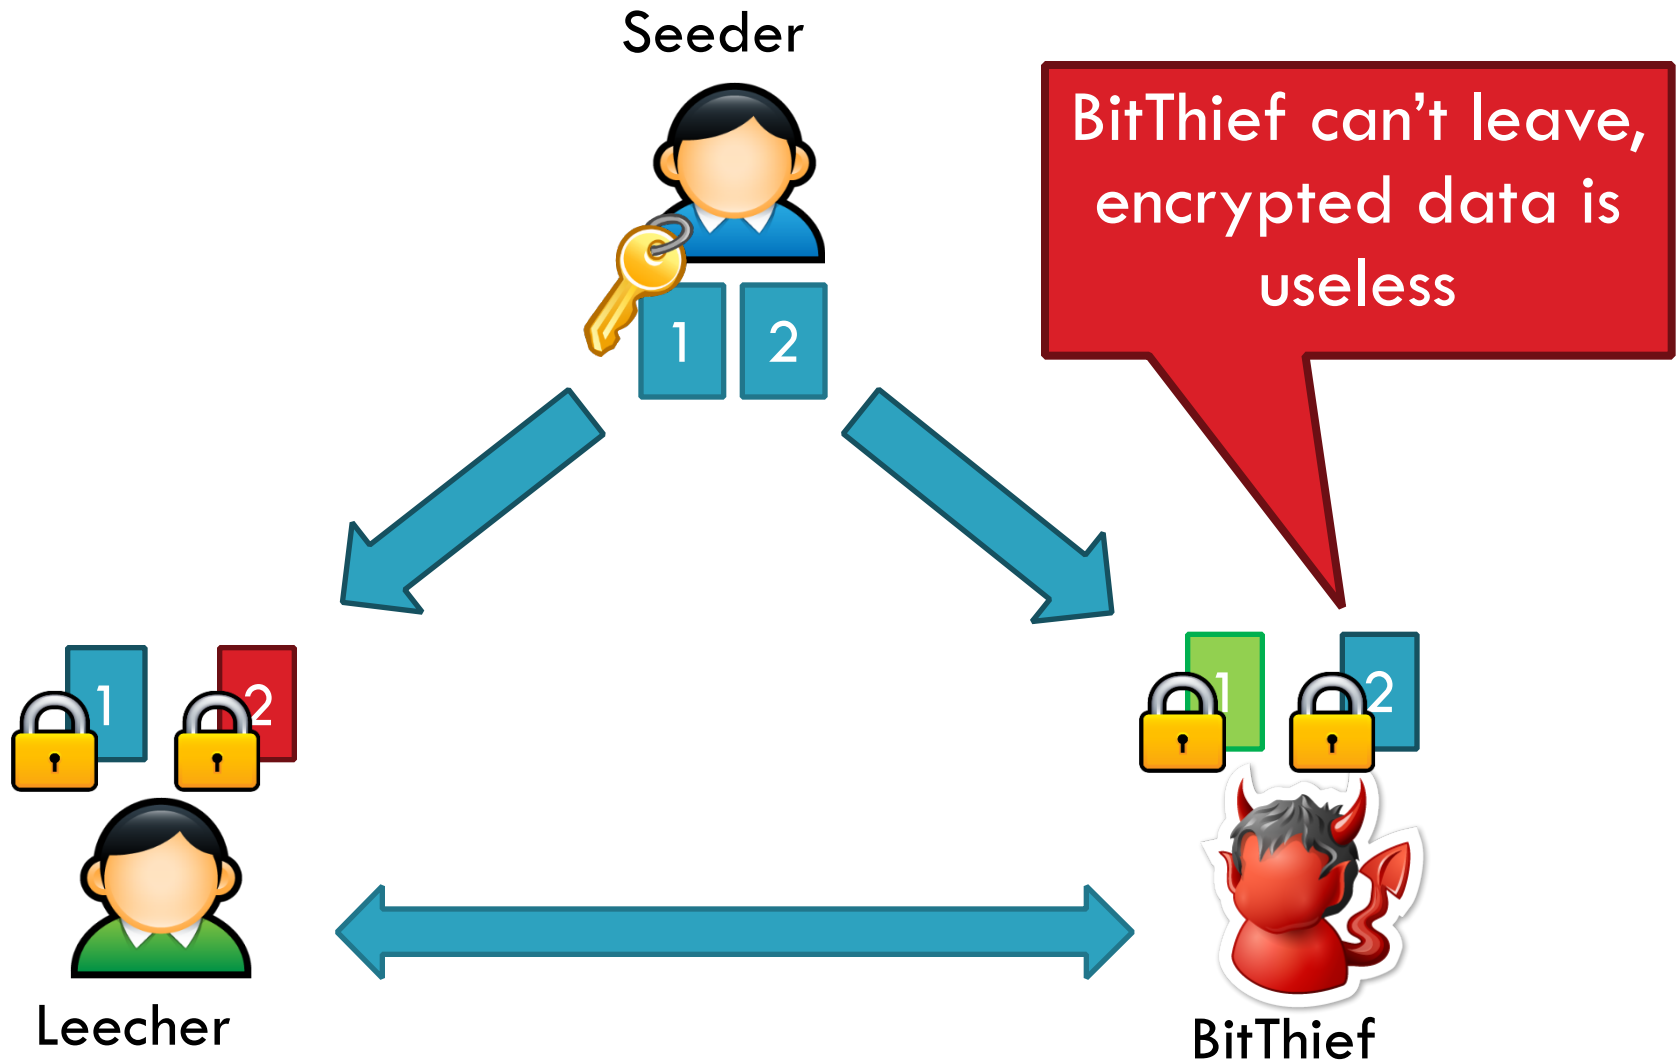 Seeder
BitThief can’t leave,
encrypted data is
useless
1 2
1 2
1 2
Leecher
BitThief